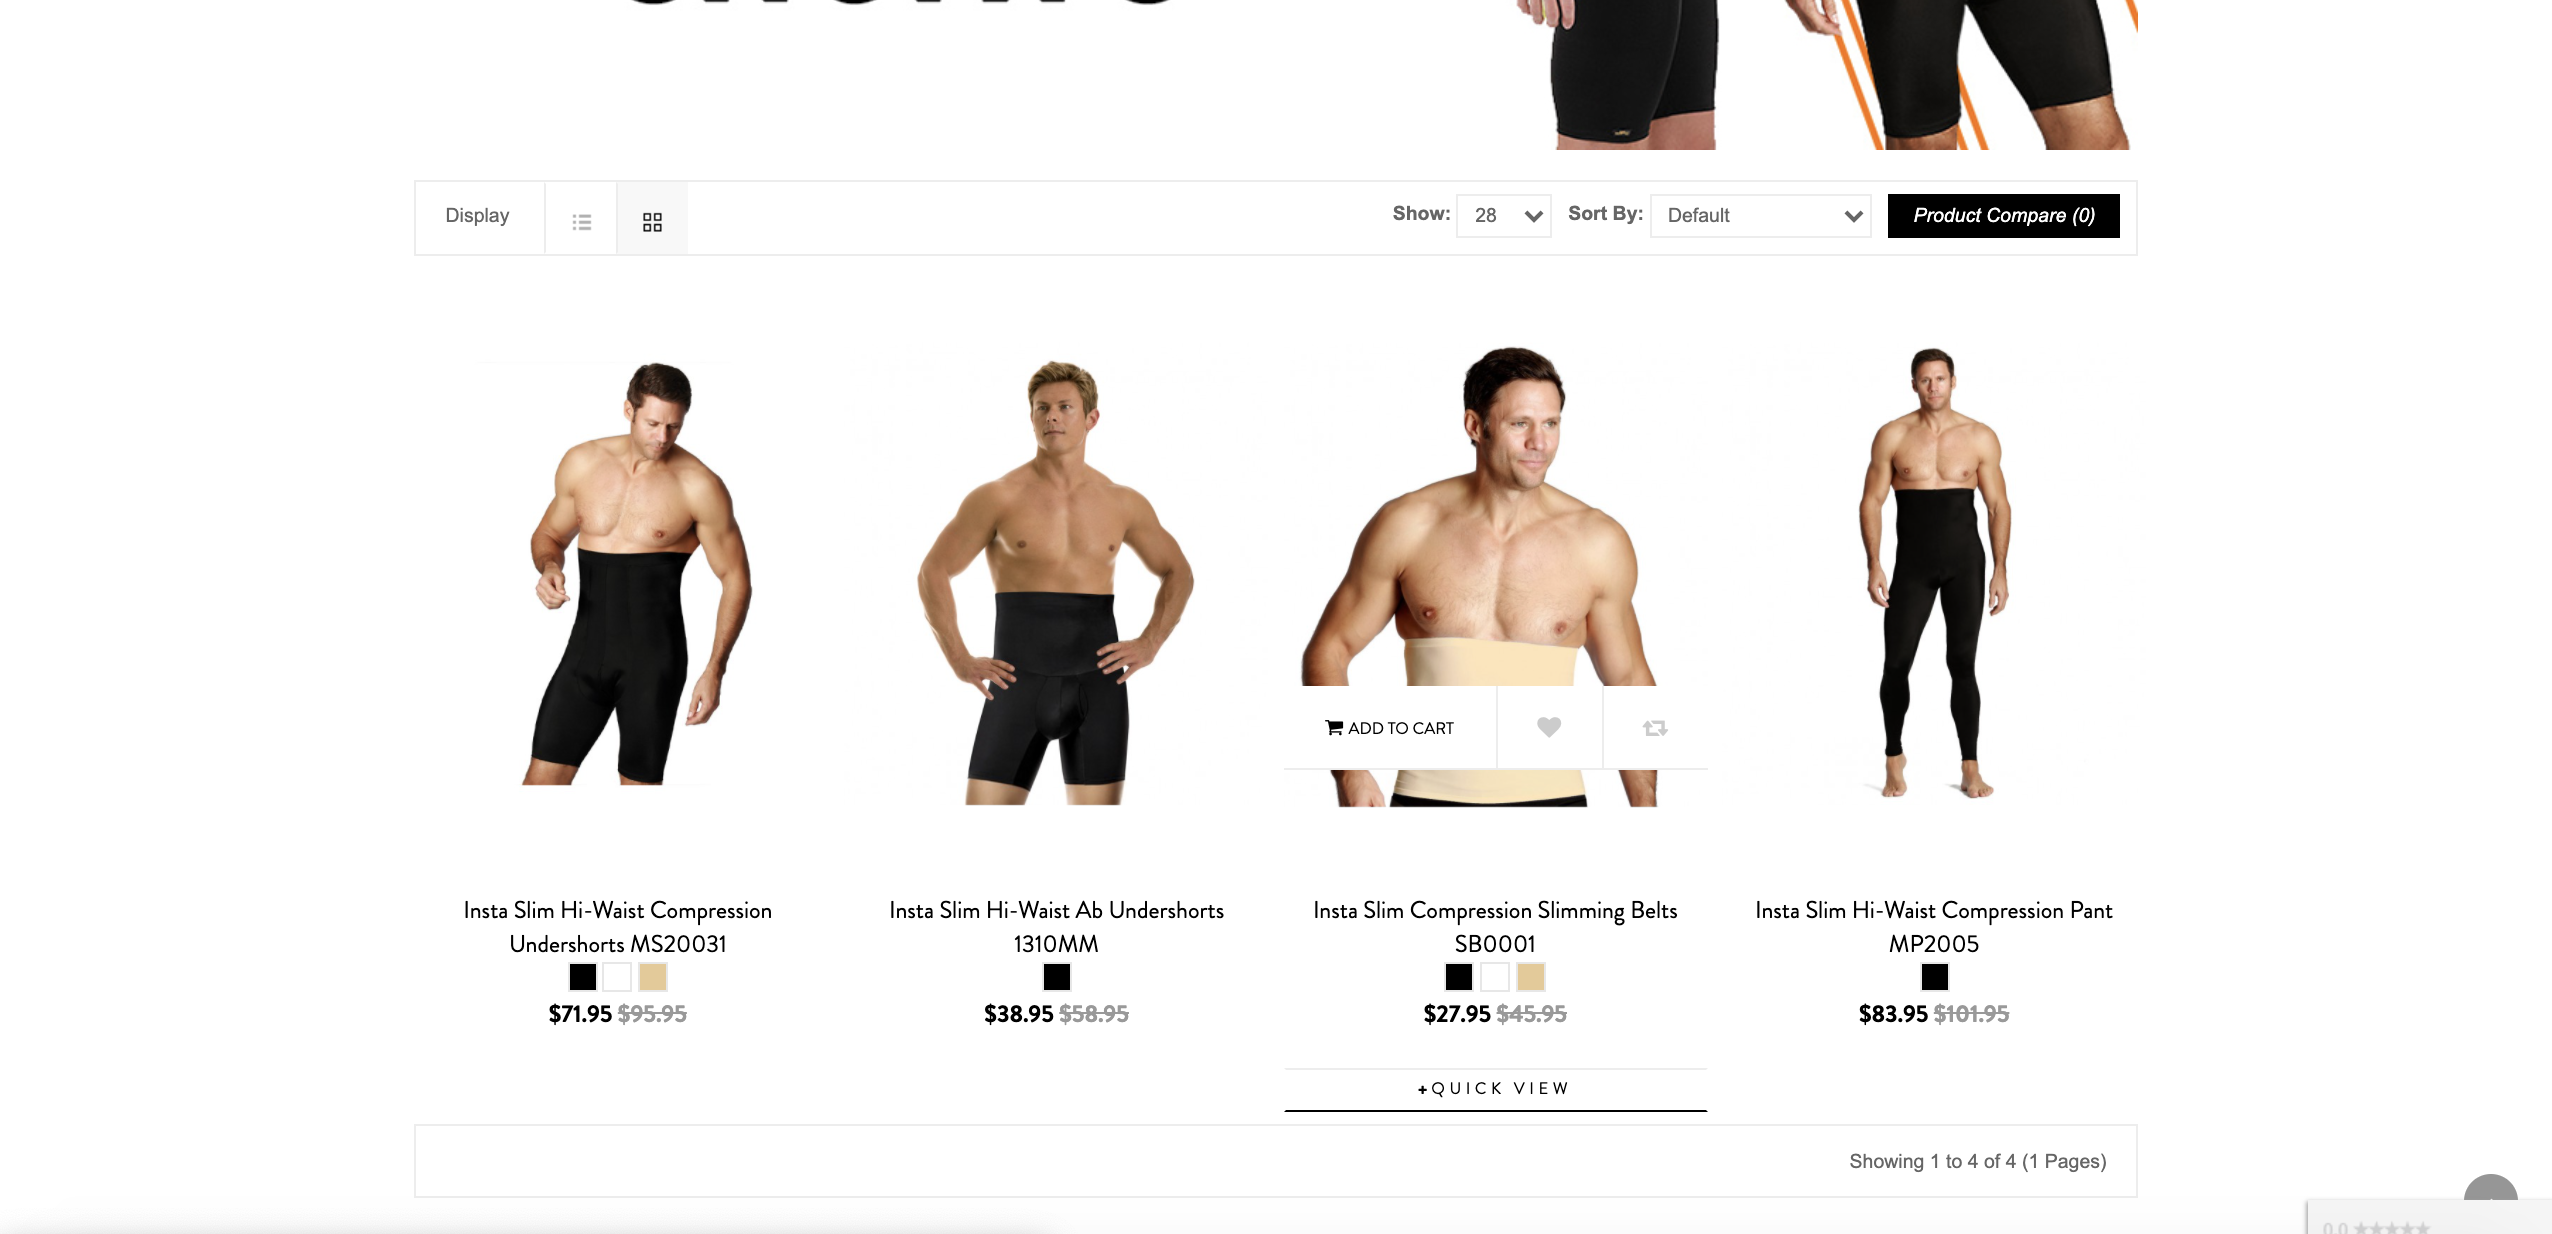 Display
Show: 28 Sort By: Default Product Compare (0)
ADD TO CART
Insta Slim Hi-Waist Compression
Undershorts MS20031
$71.95 $95.95
Insta Slim Hi-Waist Ab Undershorts
1310MM
$38.95 $58.95
Insta Slim Compression Slimming Belts
SB0001
$27.95 $45.95
+QUICK VIEW
Insta Slim Hi-Waist Compression Pant
MP2005
$83.95 $101.95
Showing 1 to 4 of 4 (1 Pages)
0.0 ★★★★★